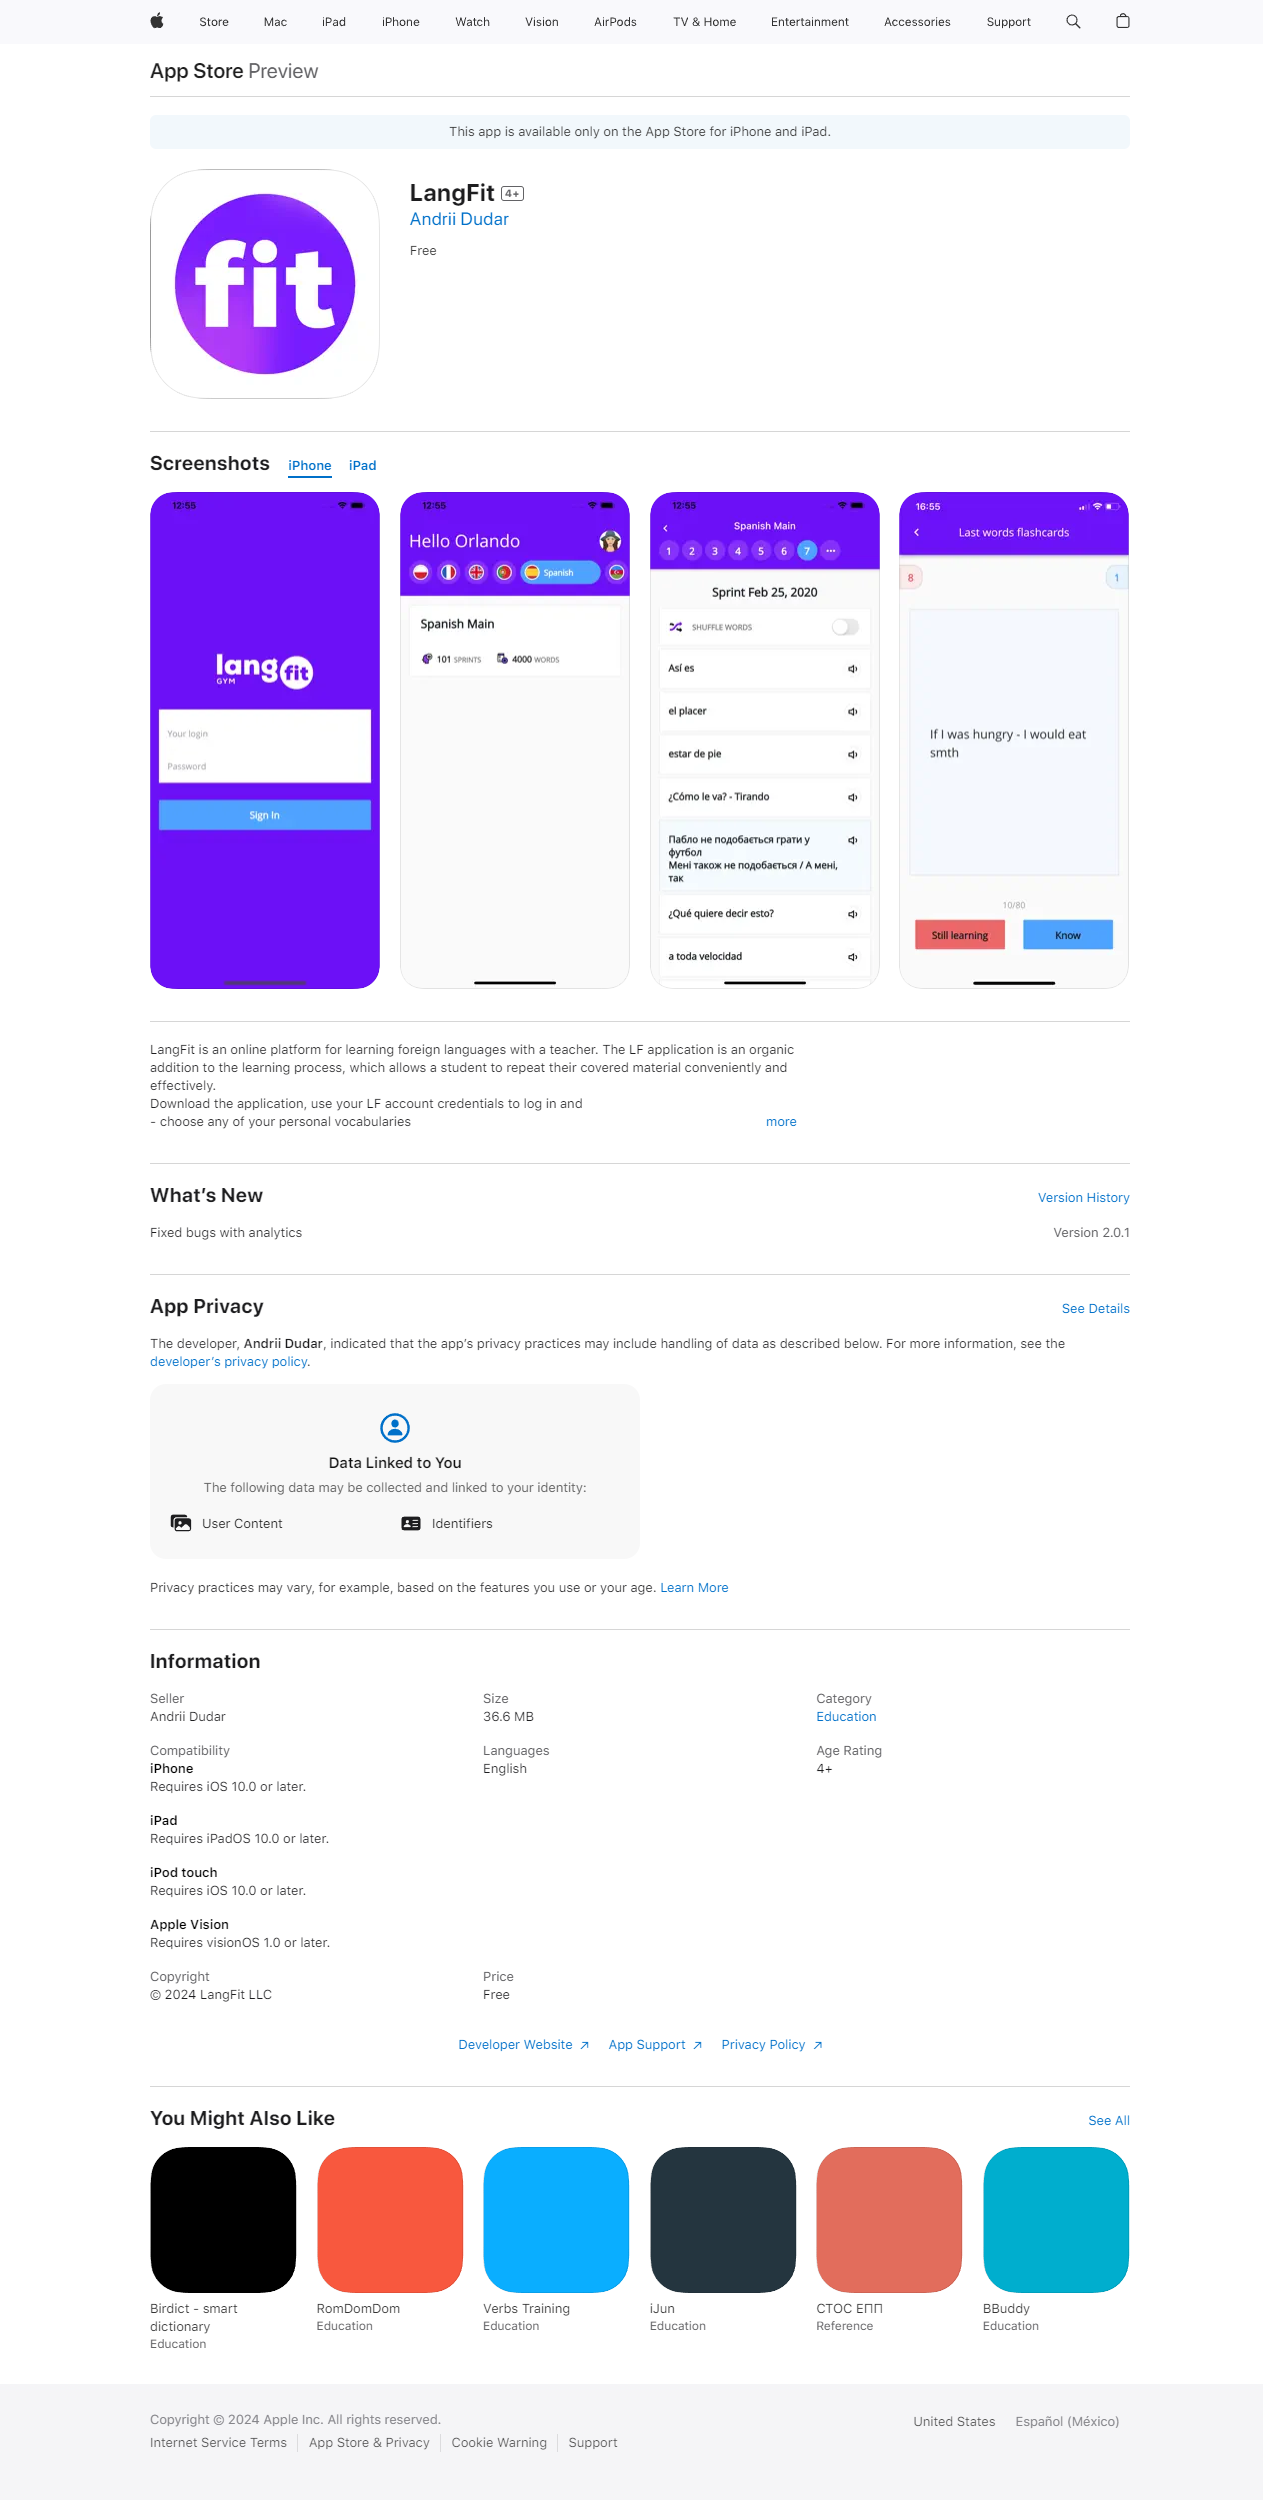 Store
Mac
iPad
iPhone
Watch
Vision
AirPods
TV & Home
Entertainment
Accessories
Support
App Store Preview
This app is available only on the App Store for iPhone and iPad.
fit
LangFit 4+
Andrii Dudar
Free
Screenshots
iPhone
iPad
12:55
lang fit
GYM
Your login
Password
Sign In
12:55
Hello Orlando
Spanish
Spanish Main
101 SPRINTS
4000 WORDS
12:55
Spanish Main
1 2 3 4 5 6 7 •••
Sprint Feb 25, 2020
SHUFFLE WORDS
Así es
el placer
estar de pie
¿Cómo le va? - Tirando
Пабло не подобається грати у
футбол
Мені також не подобається / А мені,
так
¿Qué quiere decir esto?
a toda velocidad
16:55
Last words flashcards
8
1
If I was hungry - I would eat
smth
10/80
Still learning
Know
LangFit is an online platform for learning foreign languages with a teacher. The LF application is an organic
addition to the learning process, which allows a student to repeat their covered material conveniently and
effectively.
Download the application, use your LF account credentials to log in and
- choose any of your personal vocabularies
more
What's New
Version History
Fixed bugs with analytics
Version 2.0.1
App Privacy
See Details
The developer, Andrii Dudar, indicated that the app's privacy practices may include handling of data as described below. For more information, see the
developer's privacy policy.
Data Linked to You
The following data may be collected and linked to your identity:
User Content
Identifiers
Privacy practices may vary, for example, based on the features you use or your age. Learn More
Information
Seller
Andrii Dudar
Size
36.6 MB
Category
Education
Compatibility
iPhone
Requires iOS 10.0 or later.
iPad
Requires iPadOS 10.0 or later.
iPod touch
Requires iOS 10.0 or later.
Apple Vision
Requires visionOS 1.0 or later.
Languages
English
Age Rating
4+
Copyright
© 2024 LangFit LLC
Price
Free
Developer Website
App Support
Privacy Policy
You Might Also Like
See All
Birdict - smart
dictionary
Education
RomDomDom
Education
Verbs Training
Education
iJun
Education
СТОС ЕПП
Reference
BBuddy
Education
Copyright © 2024 Apple Inc. All rights reserved.
Internet Service Terms
App Store & Privacy
Cookie Warning
Support
United States
Español (México)